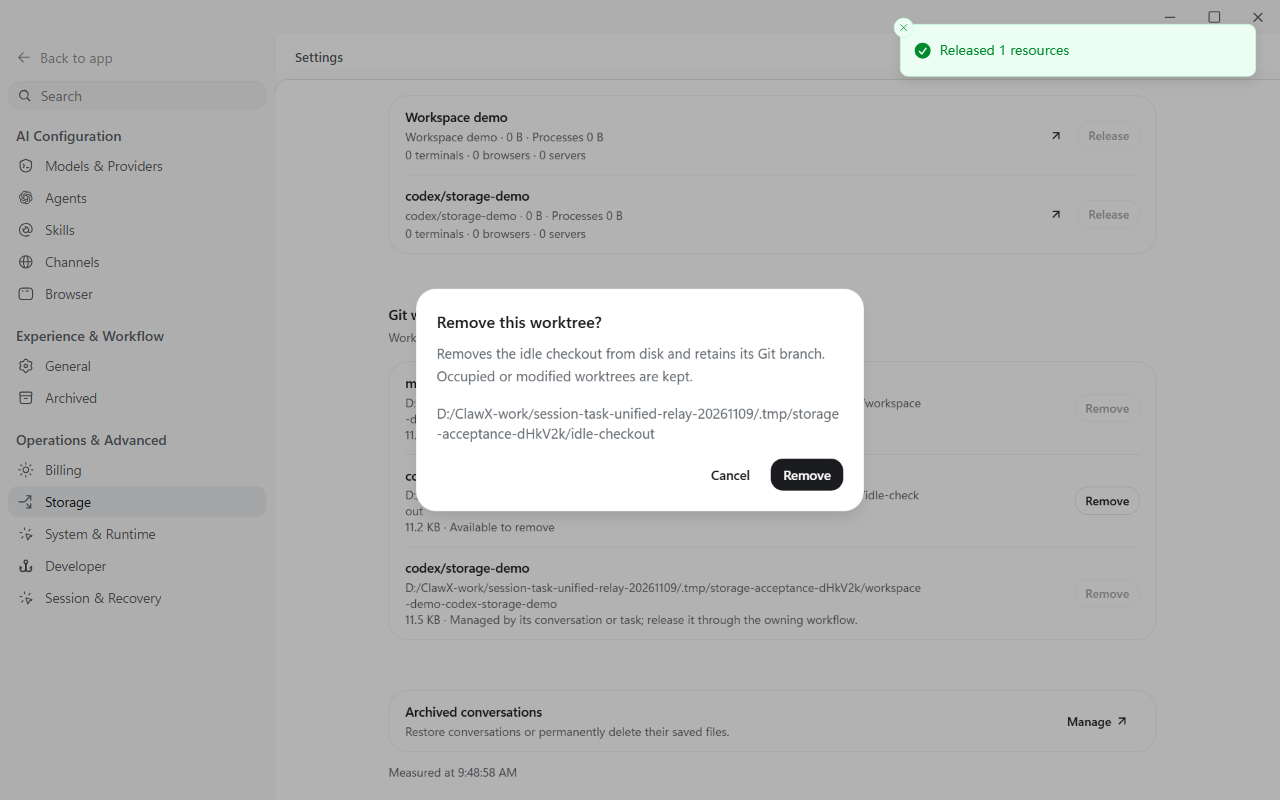 Released 1 resources
Back to app
Settings
Search
AI Configuration
Models & Providers
Agents
Skills
Channels
Browser
Experience & Workflow
General
Archived
Operations & Advanced
Billing
Storage
System & Runtime
Developer
Session & Recovery
Workspace demo
Workspace demo · 0 B · Processes 0 B
0 terminals · 0 browsers · 0 servers
Release
codex/storage-demo
codex/storage-demo · 0 B · Processes 0 B
0 terminals · 0 browsers · 0 servers
Release
Git
Work
Remove this worktree?
Removes the idle checkout from disk and retains its Git branch.
Occupied or modified worktrees are kept.
D:/ClawX-work/session-task-unified-relay-20261109/.tmp/storage
-acceptance-dHkV2k/idle-checkout
Cancel
Remove
/workspace
Remove
/idle-check
out
11.2 KB · Available to remove
Remove
codex/storage-demo
D:/ClawX-work/session-task-unified-relay-20261109/.tmp/storage-acceptance-dHkV2k/workspace
-demo-codex-storage-demo
11.5 KB · Managed by its conversation or task; release it through the owning workflow.
Remove
Archived conversations
Restore conversations or permanently delete their saved files.
Manage
Measured at 9:48:58 AM